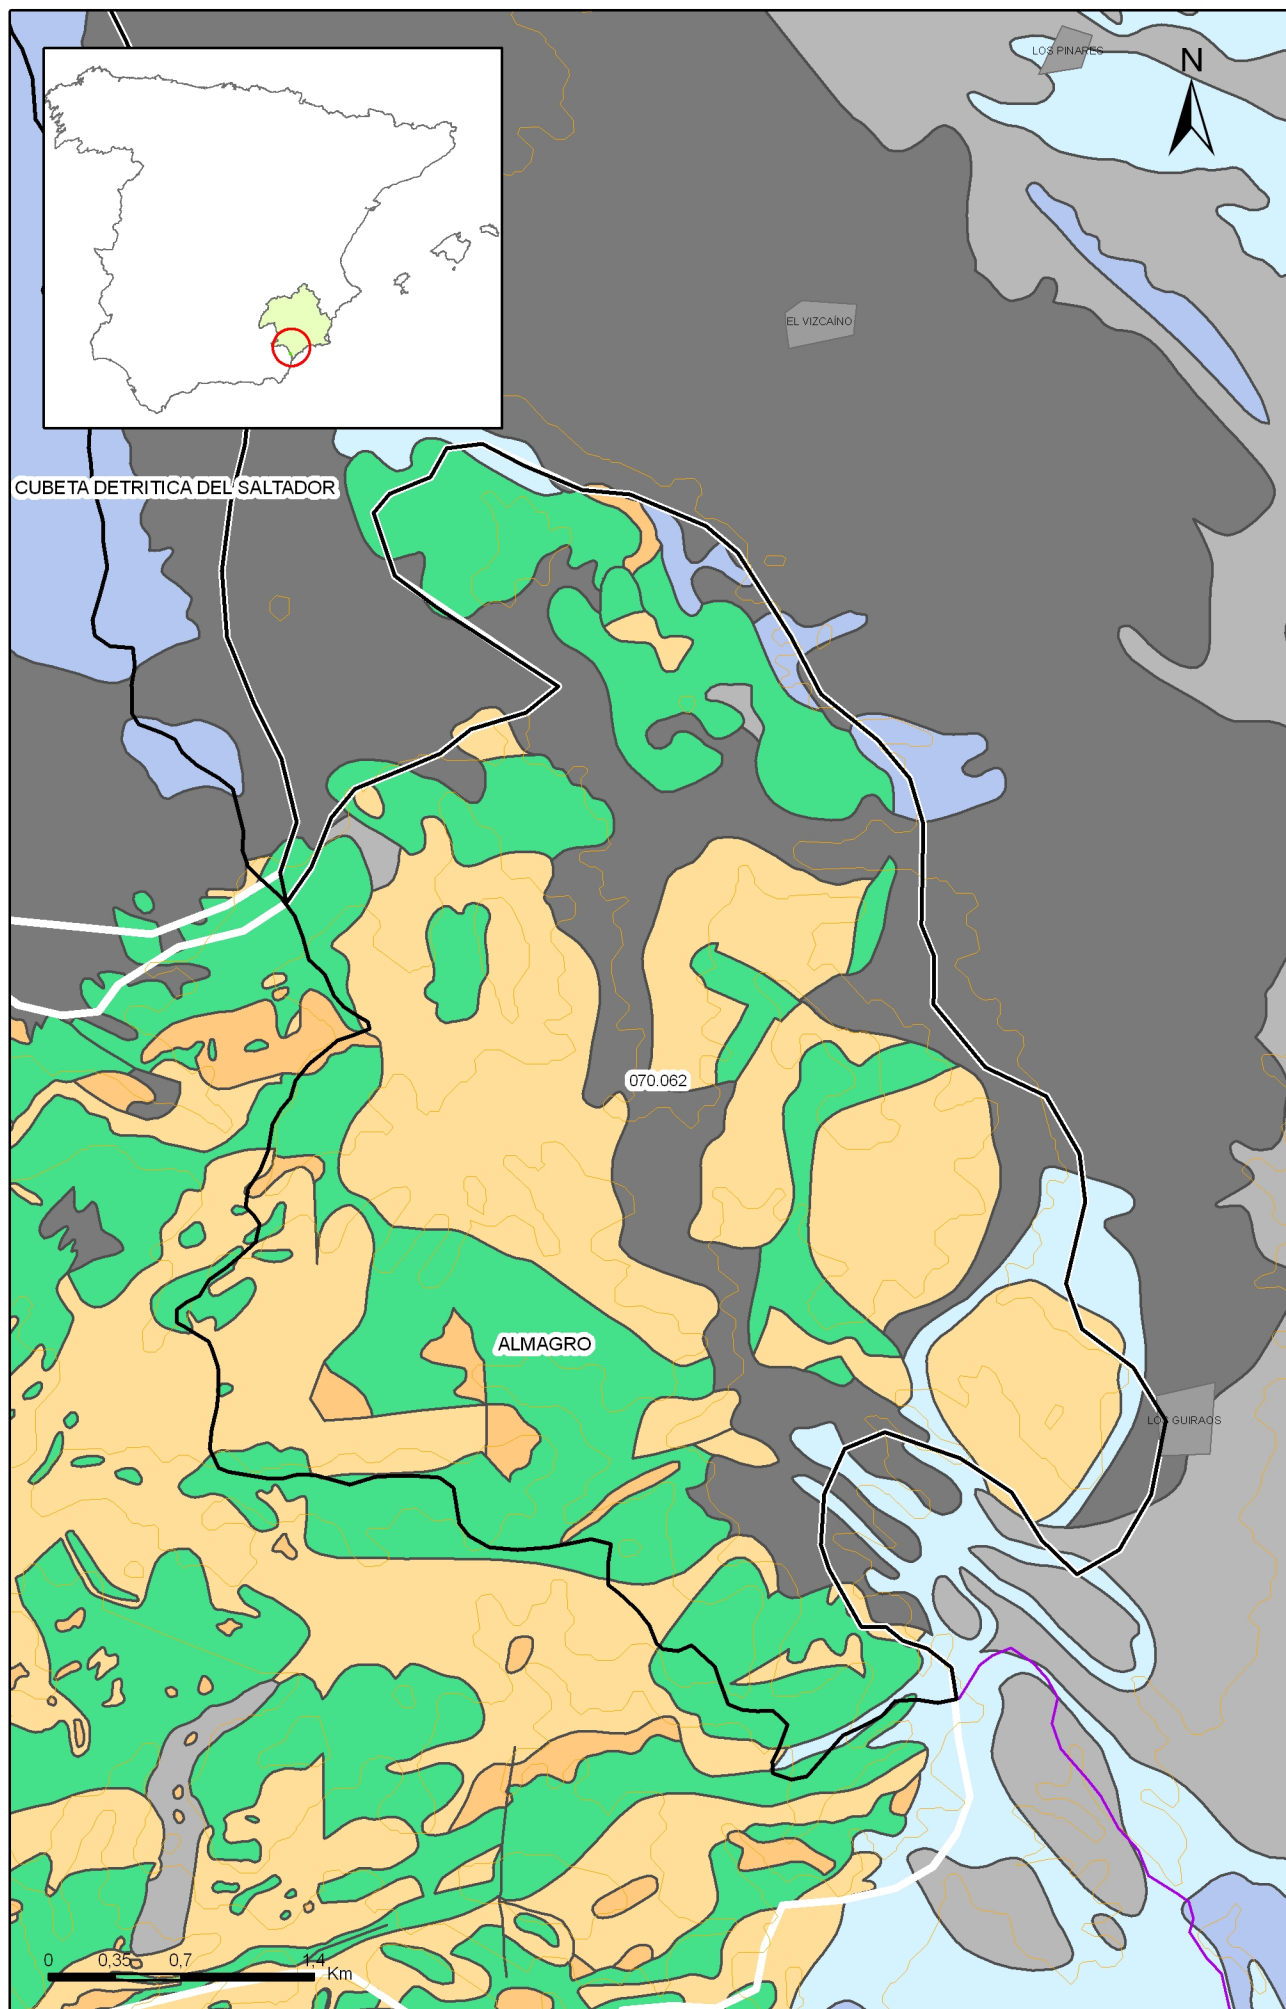 LOS PINARES
N
EL VIZCAÍNO
CUBETA DETRITICA DEL SALTADOR
070.062
ALMAGRO
LOS GUIRAOS
0 0,35 0,7 1,4
Km